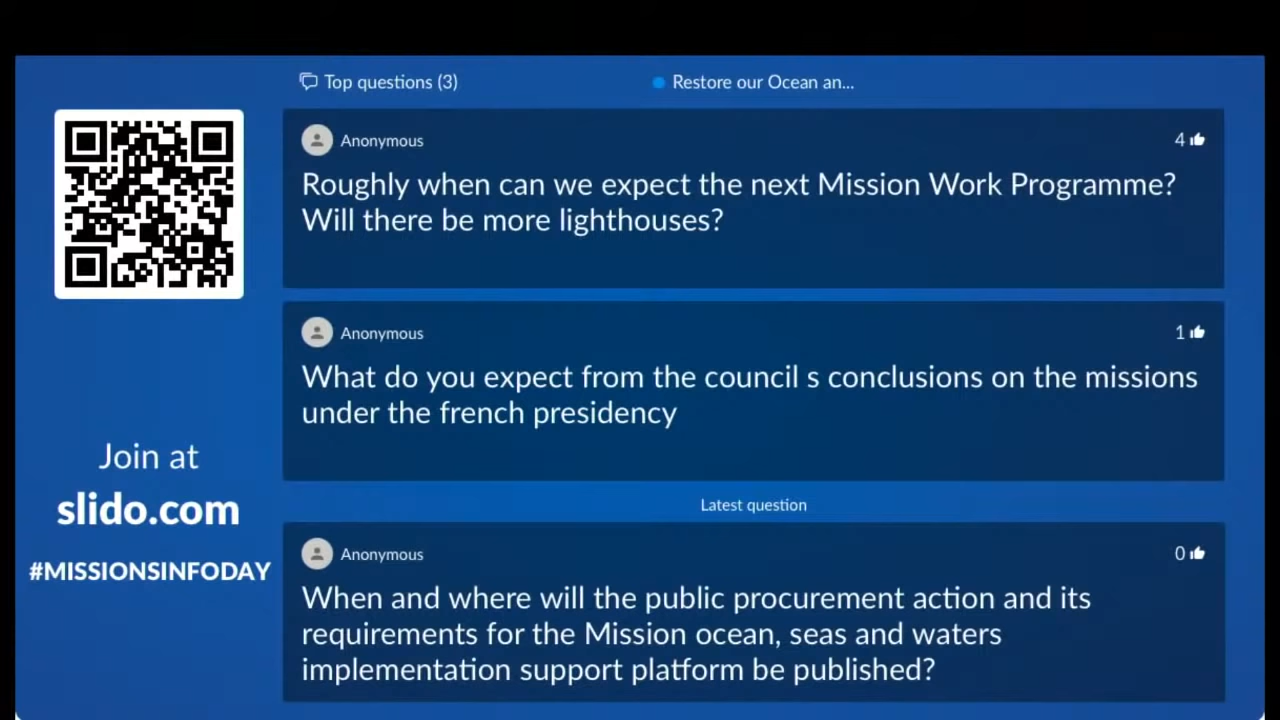 Top questions (3)
Restore our Ocean an...
Anonymous
4
Roughly when can we expect the next Mission Work Programme?
Will there be more lighthouses?
Anonymous
1
What do you expect from the council s conclusions on the missions
under the french presidency
Join at
slido.com
#MISSIONSINFODAY
Latest question
Anonymous
0
When and where will the public procurement action and its
requirements for the Mission ocean, seas and waters
implementation support platform be published?